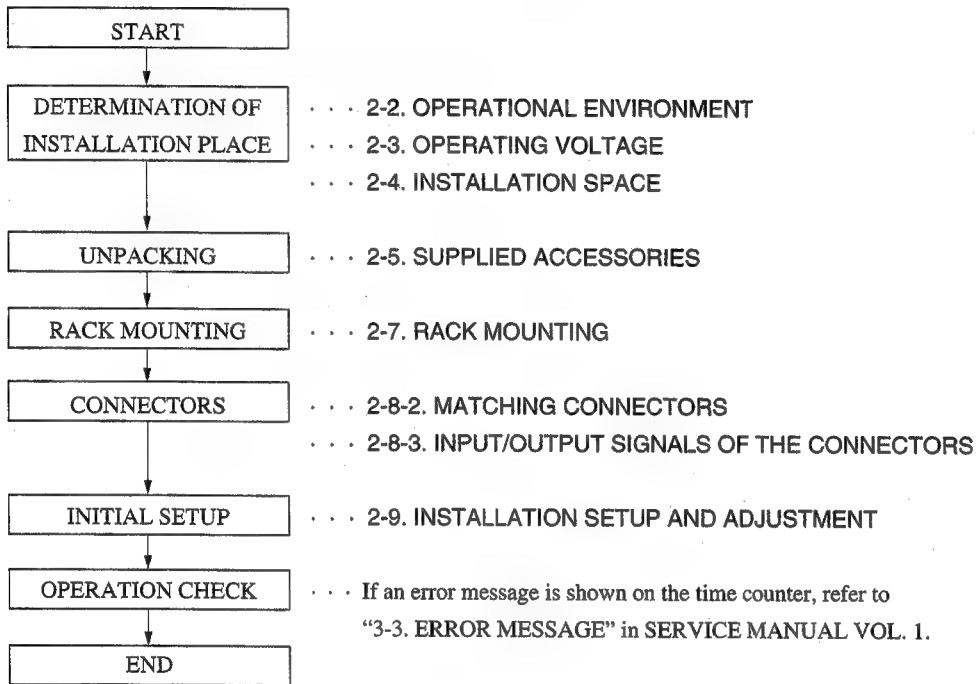 START
DETERMINATION OF · · · 2-2. OPERATIONAL ENVIRONMENT
INSTALLATION PLACE · · · 2-3. OPERATING VOLTAGE
· · · 2-4. INSTALLATION SPACE
UNPACKING · · · 2-5. SUPPLIED ACCESSORIES
RACK MOUNTING · · · 2-7. RACK MOUNTING
CONNECTORS · · · 2-8-2. MATCHING CONNECTORS
· · · 2-8-3. INPUT/OUTPUT SIGNALS OF THE CONNECTORS
INITIAL SETUP · · · 2-9. INSTALLATION SETUP AND ADJUSTMENT
OPERATION CHECK · · · If an error message is shown on the time counter, refer to
“3-3. ERROR MESSAGE” in SERVICE MANUAL VOL. 1.
END